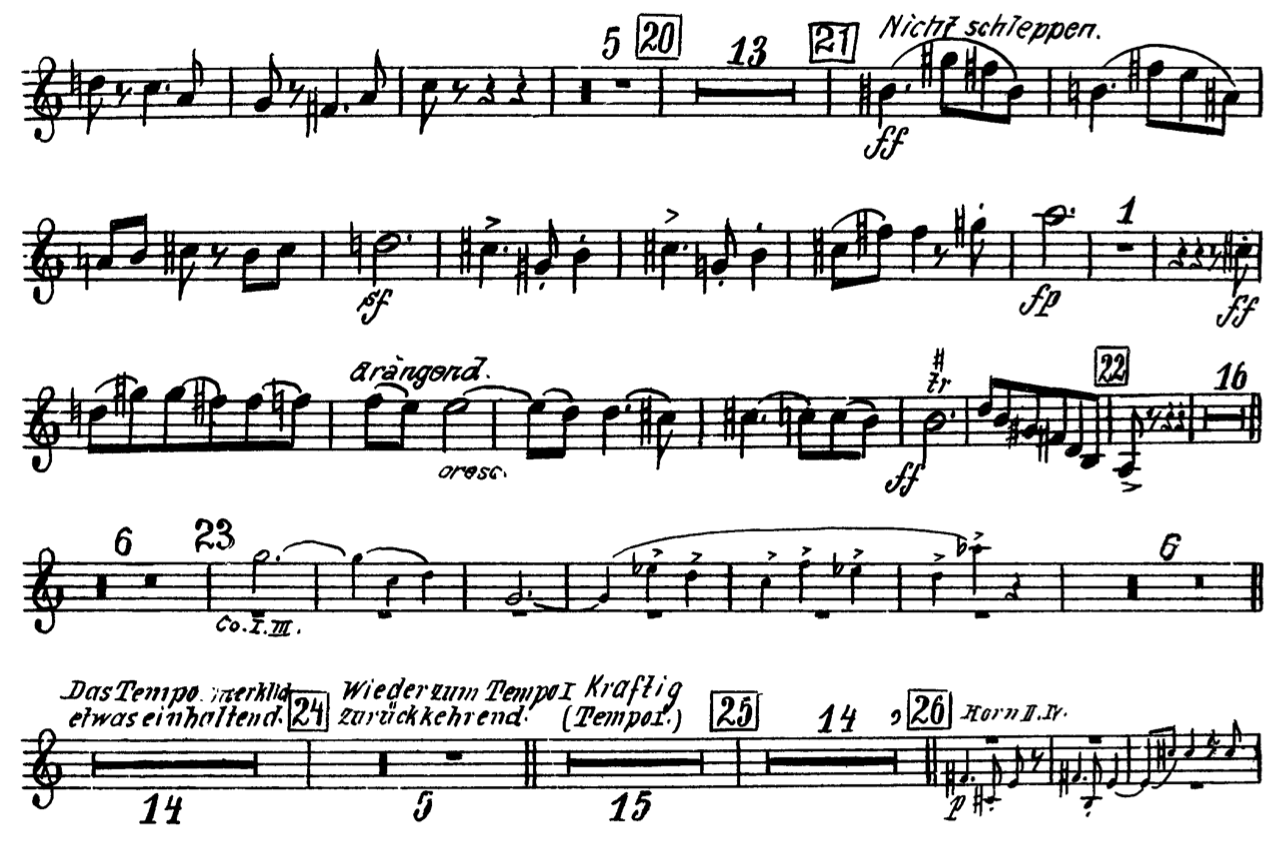 5 20 13 21 Nicht schleppen.
ff
1
sf fp ff
Drängend. # tr 22 16
cresc. ff
6 23 6
Co. I. III.
Das Tempo merklich Wieder zum Tempo I Kraftig
etwas einhaltend. 24 zurückkehrend. (Tempo I.) 25 14 26 Horn II. IV.
p
14 5 15